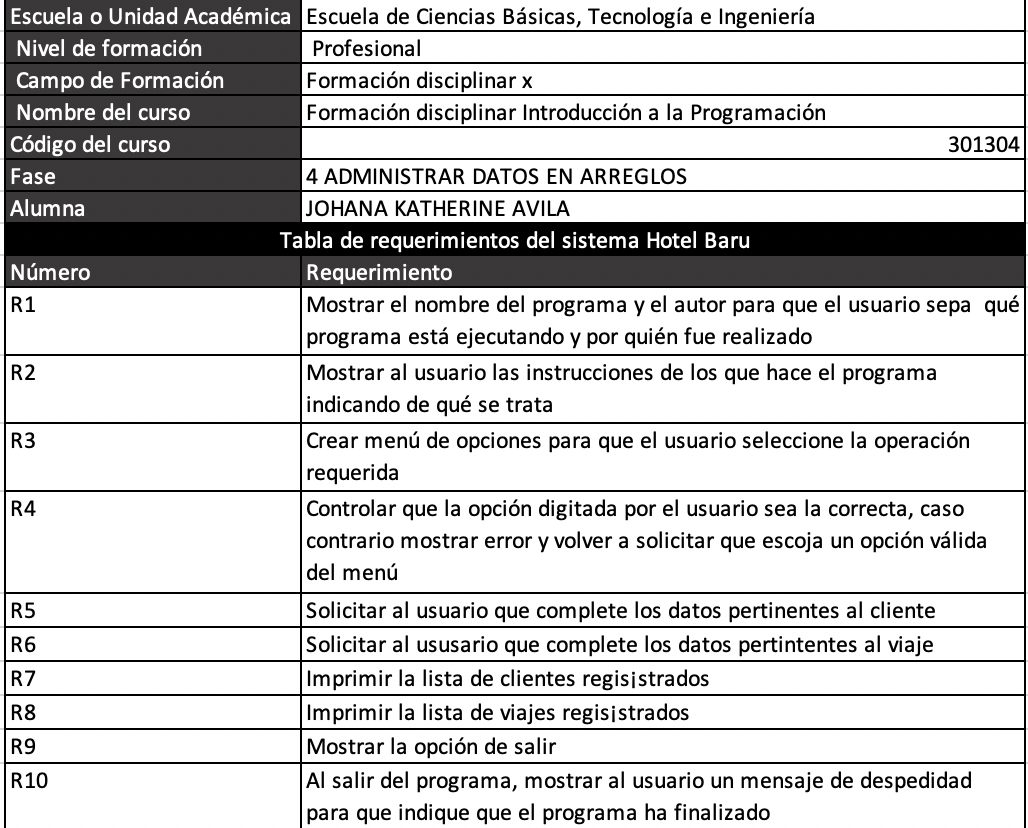 Escuela o Unidad Académica Escuela de Ciencias Básicas, Tecnología e Ingeniería
Nivel de formación Profesional
Campo de Formación Formación disciplinar x
Nombre del curso Formación disciplinar Introducción a la Programación
Código del curso 301304
Fase 4 ADMINISTRAR DATOS EN ARREGLOS
Alumna JOHANA KATHERINE AVILA
Tabla de requerimientos del sistema Hotel Baru
Número Requerimiento
R1 Mostrar el nombre del programa y el autor para que el usuario sepa qué
programa está ejecutando y por quién fue realizado
R2 Mostrar al usuario las instrucciones de los que hace el programa
indicando de qué se trata
R3 Crear menú de opciones para que el usuario seleccione la operación
requerida
R4 Controlar que la opción digitada por el usuario sea la correcta, caso
contrario mostrar error y volver a solicitar que escoja un opción válida
del menú
R5 Solicitar al usuario que complete los datos pertinentes al cliente
R6 Solicitar al ususario que complete los datos pertintentes al viaje
R7 Imprimir la lista de clientes regis¡strados
R8 Imprimir la lista de viajes regis¡strados
R9 Mostrar la opción de salir
R10 Al salir del programa, mostrar al usuario un mensaje de despedidad
para que indique que el programa ha finalizado